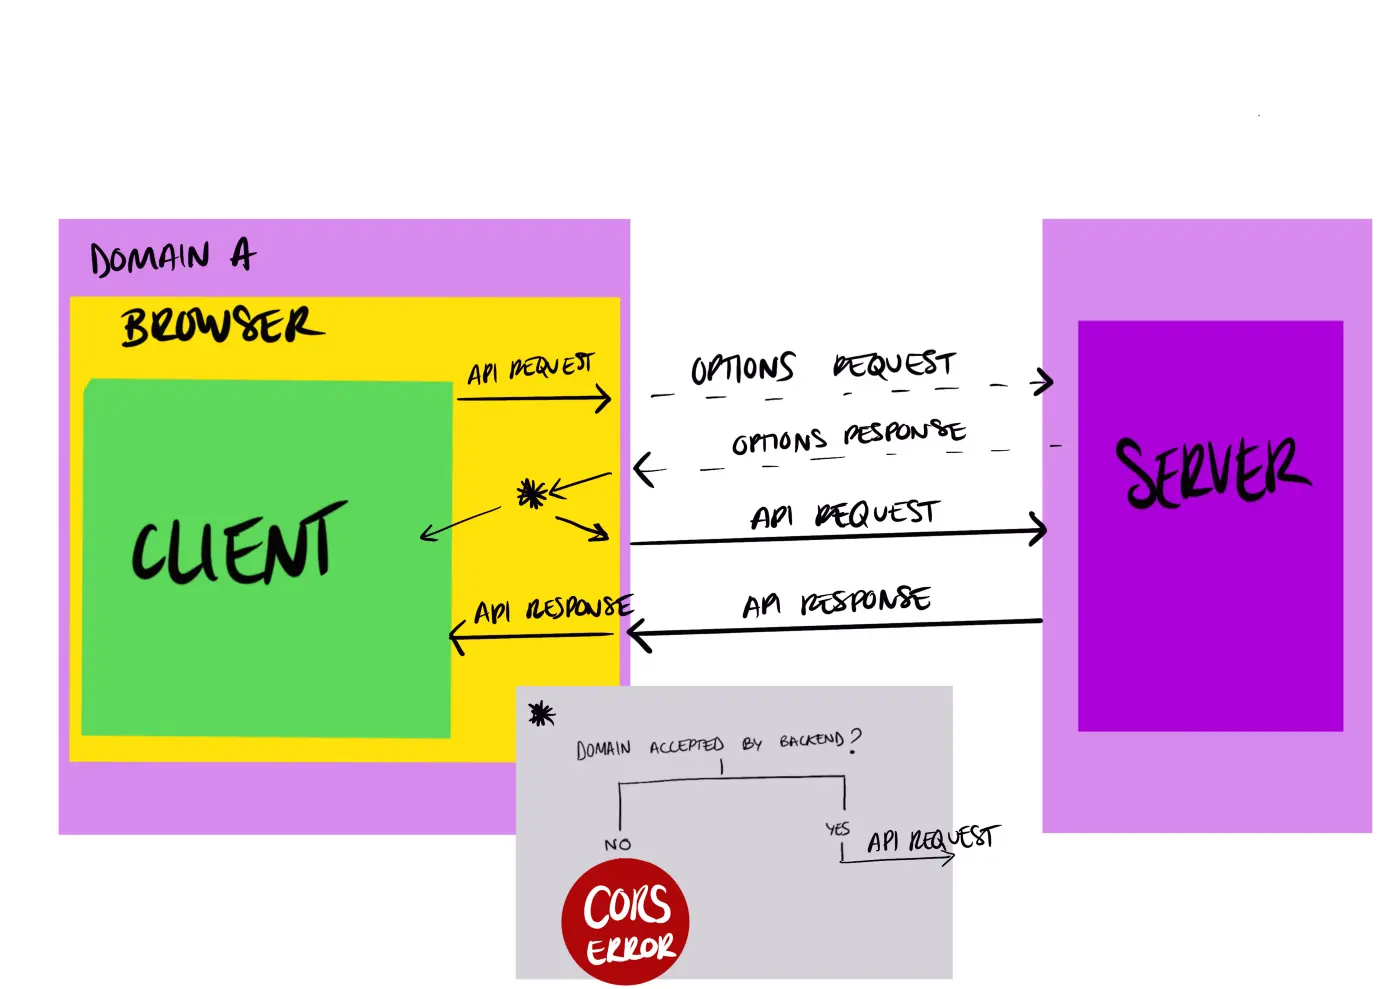 DOMAIN A
BROWSER
API REQUEST
OPTIONS REQUEST
OPTIONS RESPONSE
SERVER
CLIENT
API REQUEST
API RESPONSE
API RESPONSE
DOMAIN ACCEPTED BY BACKEND?
NO
YES
API REQUEST
CORS
ERROR